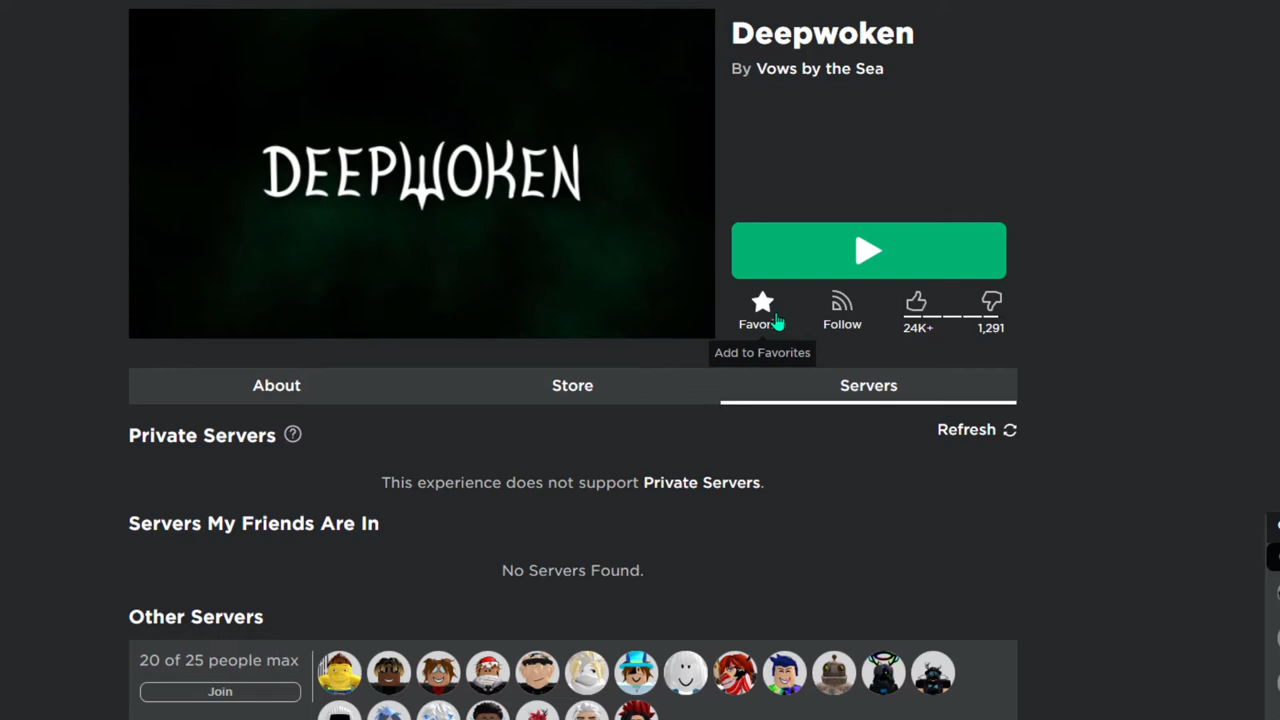 DEEPWOKEN
Deepwoken
By Vows by the Sea
Favor
Follow
24K+
1,291
Add to Favorites
About
Store
Servers
Private Servers
Refresh
This experience does not support Private Servers.
Servers My Friends Are In
No Servers Found.
Other Servers
20 of 25 people max
Join